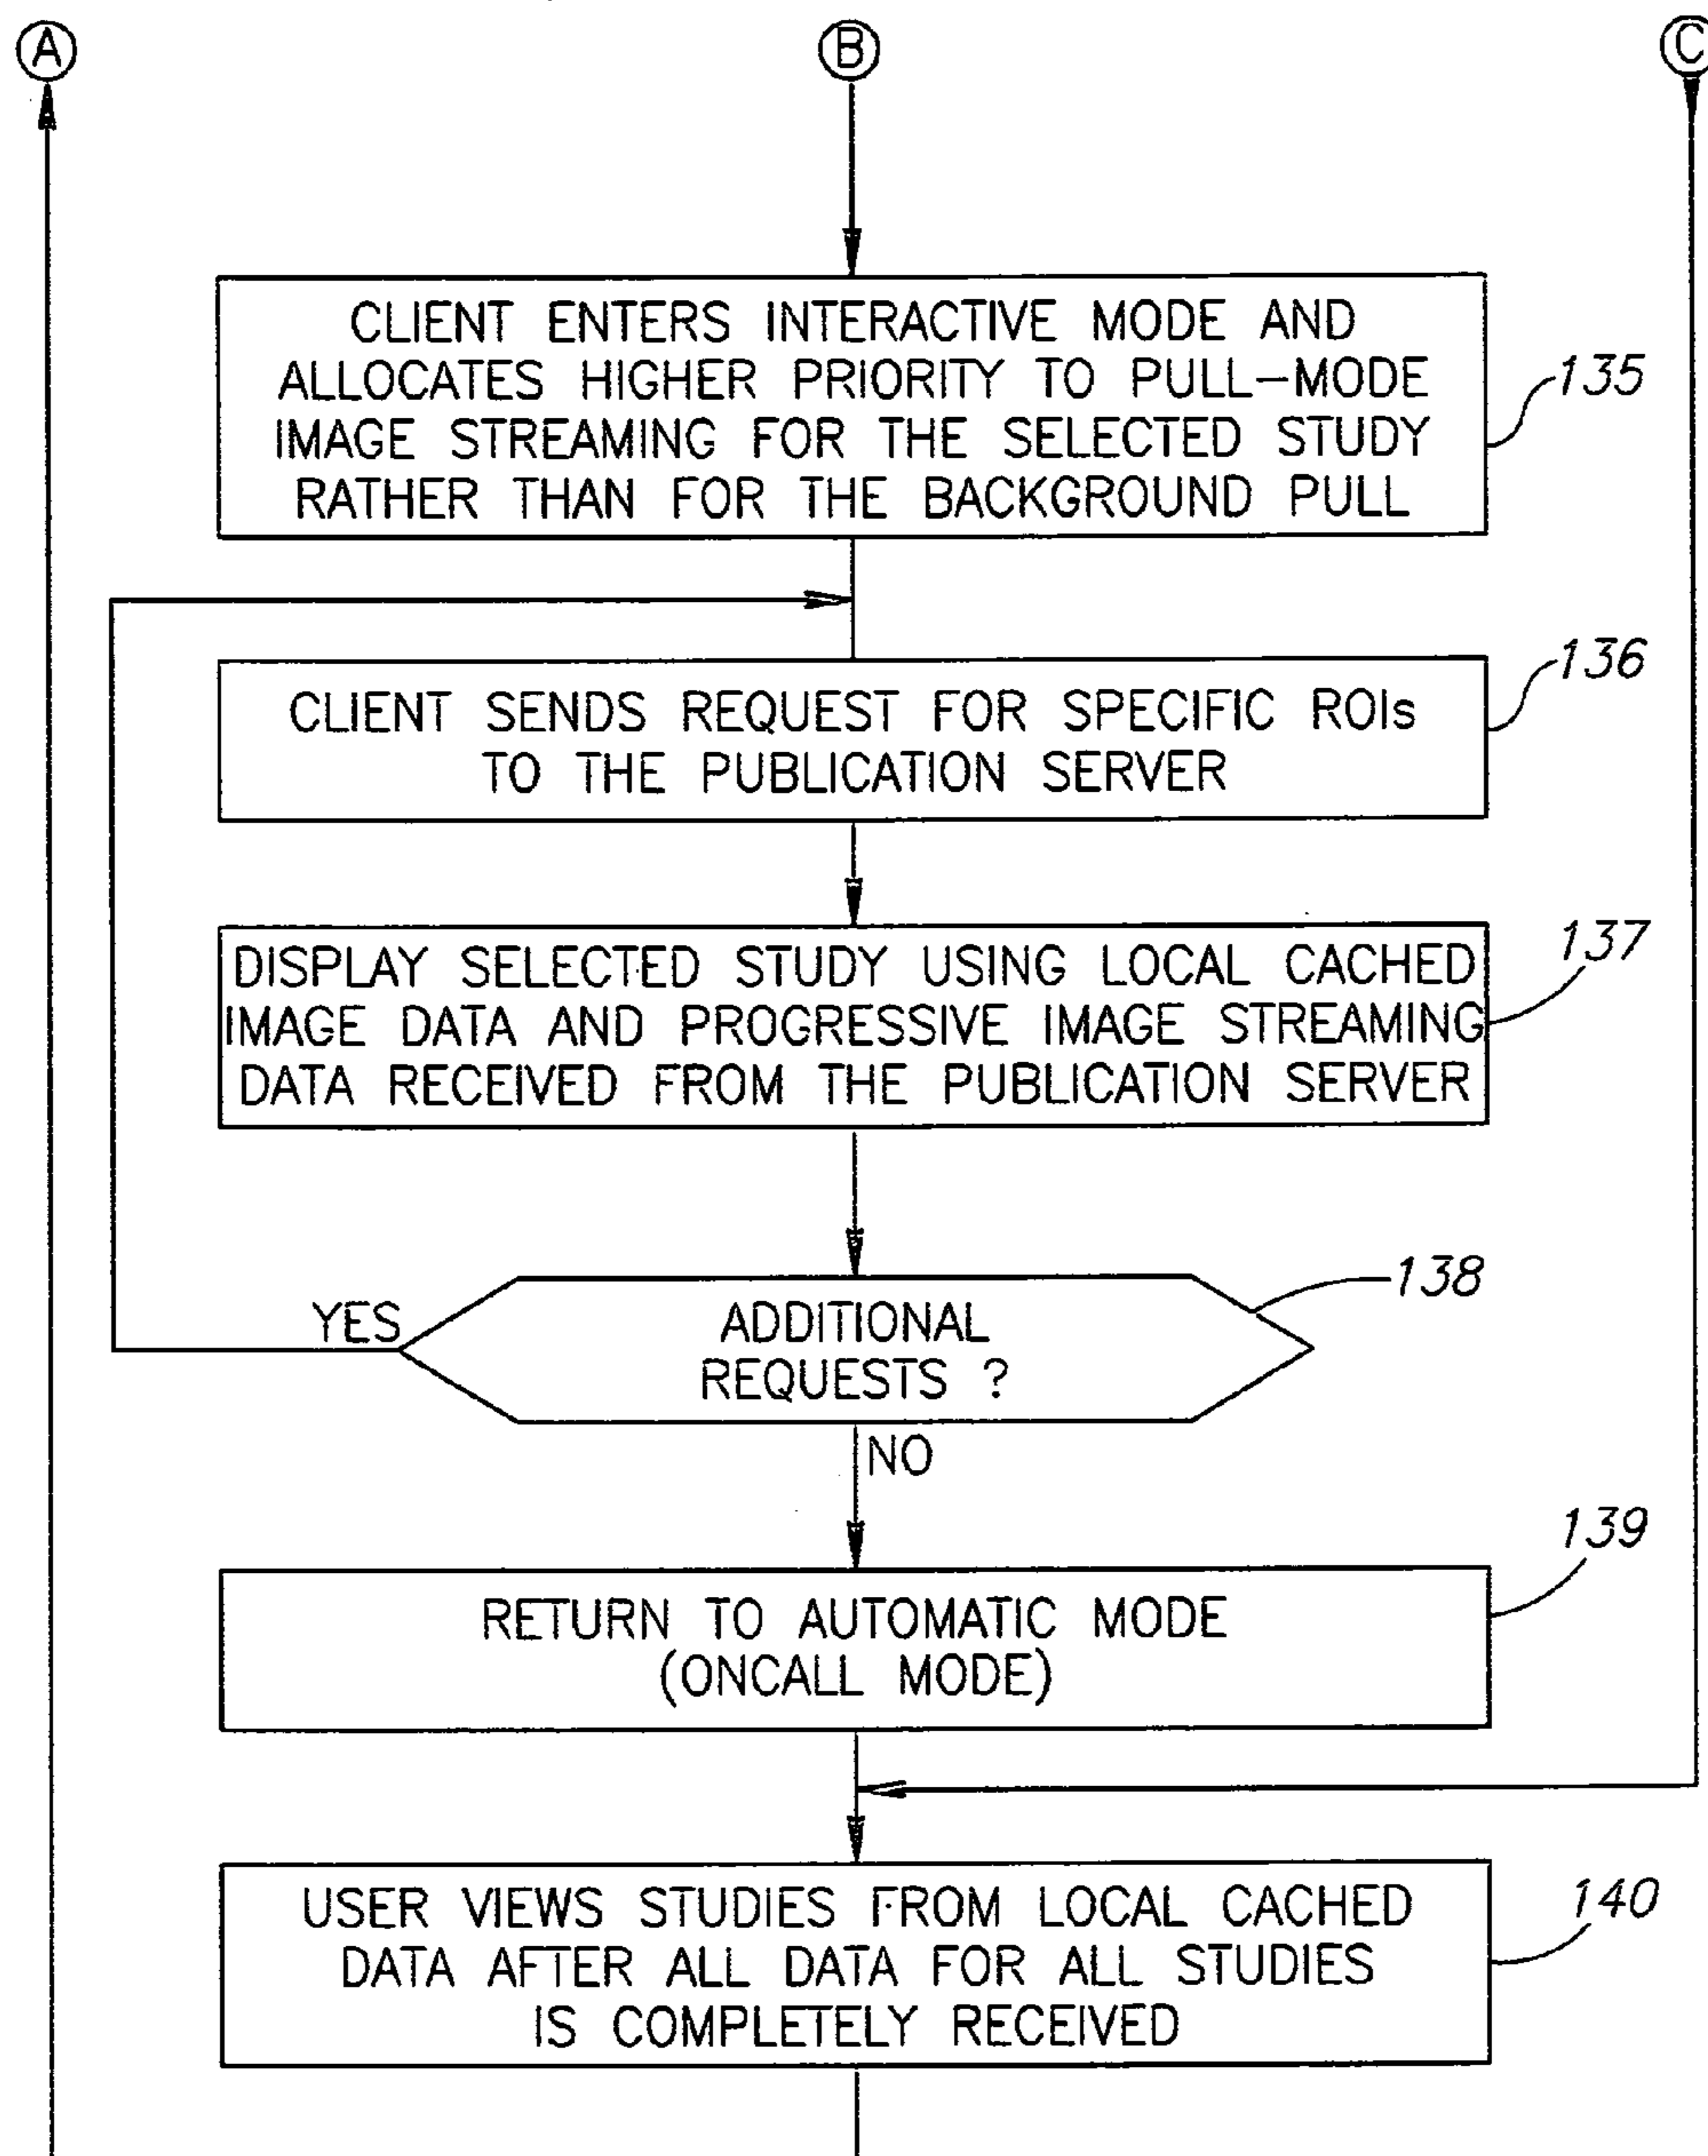 A
B
C
CLIENT ENTERS INTERACTIVE MODE AND
ALLOCATES HIGHER PRIORITY TO PULL-MODE
IMAGE STREAMING FOR THE SELECTED STUDY
RATHER THAN FOR THE BACKGROUND PULL
135
CLIENT SENDS REQUEST FOR SPECIFIC ROIs
TO THE PUBLICATION SERVER
136
DISPLAY SELECTED STUDY USING LOCAL CACHED
IMAGE DATA AND PROGRESSIVE IMAGE STREAMING
DATA RECEIVED FROM THE PUBLICATION SERVER
137
ADDITIONAL
REQUESTS ?
138
YES
NO
RETURN TO AUTOMATIC MODE
(ONCALL MODE)
139
USER VIEWS STUDIES FROM LOCAL CACHED
DATA AFTER ALL DATA FOR ALL STUDIES
IS COMPLETELY RECEIVED
140